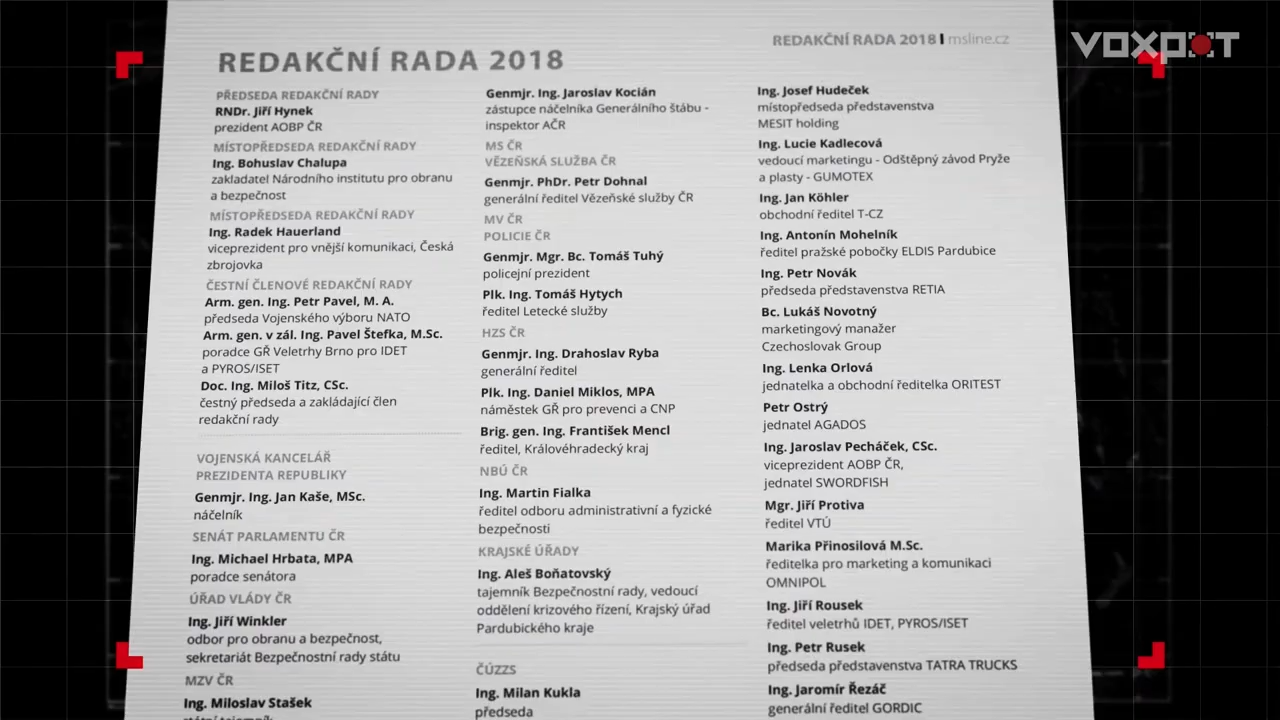 VOXPOT
REDAKČNÍ RADA 2018 | msline.cz
REDAKČNÍ RADA 2018
PŘEDSEDA REDAKČNÍ RADY
RNDr. Jiří Hynek
prezident AOBP ČR
MÍSTOPŘEDSEDA REDAKČNÍ RADY
Ing. Bohuslav Chalupa
zakladatel Národního institutu pro obranu
a bezpečnost
MÍSTOPŘEDSEDA REDAKČNÍ RADY
Ing. Radek Hauerland
viceprezident pro vnější komunikaci, Česká
zbrojovka
ČESTNÍ ČLENOVÉ REDAKČNÍ RADY
Arm. gen. Ing. Petr Pavel, M. A.
předseda Vojenského výboru NATO
Arm. gen. v zál. Ing. Pavel Štefka, M.Sc.
poradce GŘ Veletrhy Brno pro IDET
a PYROS/ISET
Doc. Ing. Miloš Titz, CSc.
čestný předseda a zakládající člen
redakční rady
VOJENSKÁ KANCELÁŘ
PREZIDENTA REPUBLIKY
Genmjr. Ing. Jan Kaše, MSc.
náčelník
SENÁT PARLAMENTU ČR
Ing. Michael Hrbata, MPA
poradce senátora
ÚŘAD VLÁDY ČR
Ing. Jiří Winkler
odbor pro obranu a bezpečnost,
sekretariát Bezpečnostní rady státu
MZV ČR
Ing. Miloslav Stašek
státní tajemník
Genmjr. Ing. Jaroslav Kocián
zástupce náčelníka Generálního štábu -
inspektor AČR
MS ČR
VĚZEŇSKÁ SLUŽBA ČR
Genmjr. PhDr. Petr Dohnal
generální ředitel Vězeňské služby ČR
MV ČR
POLICIE ČR
Genmjr. Mgr. Bc. Tomáš Tuhý
policejní prezident
Plk. Ing. Tomáš Hytych
ředitel Letecké služby
HZS ČR
Genmjr. Ing. Drahoslav Ryba
generální ředitel
Plk. Ing. Daniel Miklos, MPA
náměstek GŘ pro prevenci a CNP
Brig. gen. Ing. František Mencl
ředitel, Královéhradecký kraj
NBÚ ČR
Ing. Martin Fialka
ředitel odboru administrativní a fyzické
bezpečnosti
KRAJSKÉ ÚŘADY
Ing. Aleš Boňatovský
tajemník Bezpečnostní rady, vedoucí
oddělení krizového řízení, Krajský úřad
Pardubického kraje
ČÚZZS
Ing. Milan Kukla
předseda
Ing. Josef Hudeček
místopředseda představenstva
MESIT holding
Ing. Lucie Kadlecová
vedoucí marketingu - Odštěpný závod Pryže
a plasty - GUMOTEX
Ing. Jan Köhler
obchodní ředitel T-CZ
Ing. Antonín Mohelník
ředitel pražské pobočky ELDIS Pardubice
Ing. Petr Novák
předseda představenstva RETIA
Bc. Lukáš Novotný
marketingový manažer
Czechoslovak Group
Ing. Lenka Orlová
jednatelka a obchodní ředitelka ORITEST
Petr Ostrý
jednatel AGADOS
Ing. Jaroslav Pecháček, CSc.
viceprezident AOBP ČR,
jednatel SWORDFISH
Mgr. Jiří Protiva
ředitel VTÚ
Marika Přinosilová M.Sc.
ředitelka pro marketing a komunikaci
OMNIPOL
Ing. Jiří Rousek
ředitel veletrhů IDET, PYROS/ISET
Ing. Petr Rusek
předseda představenstva TATRA TRUCKS
Ing. Jaromír Řezáč
generální ředitel GORDIC